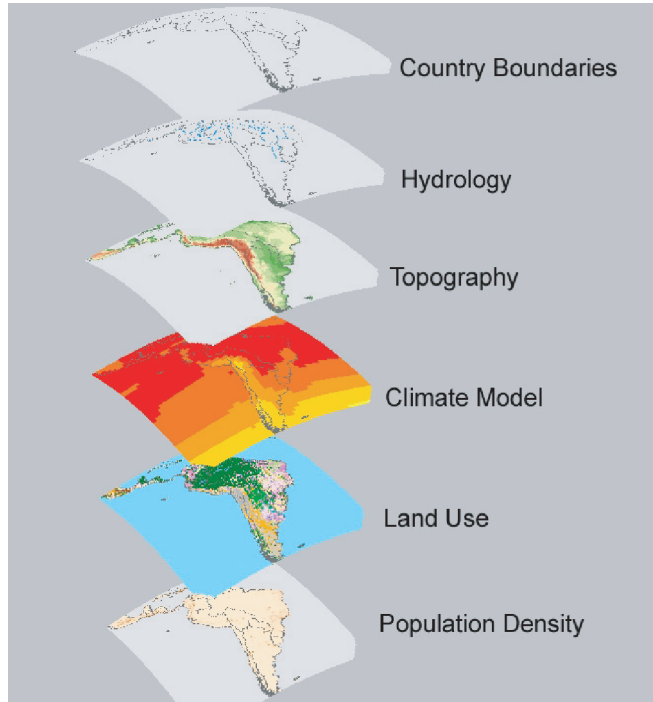 Country Boundaries
Hydrology
Topography
Climate Model
Land Use
Population Density